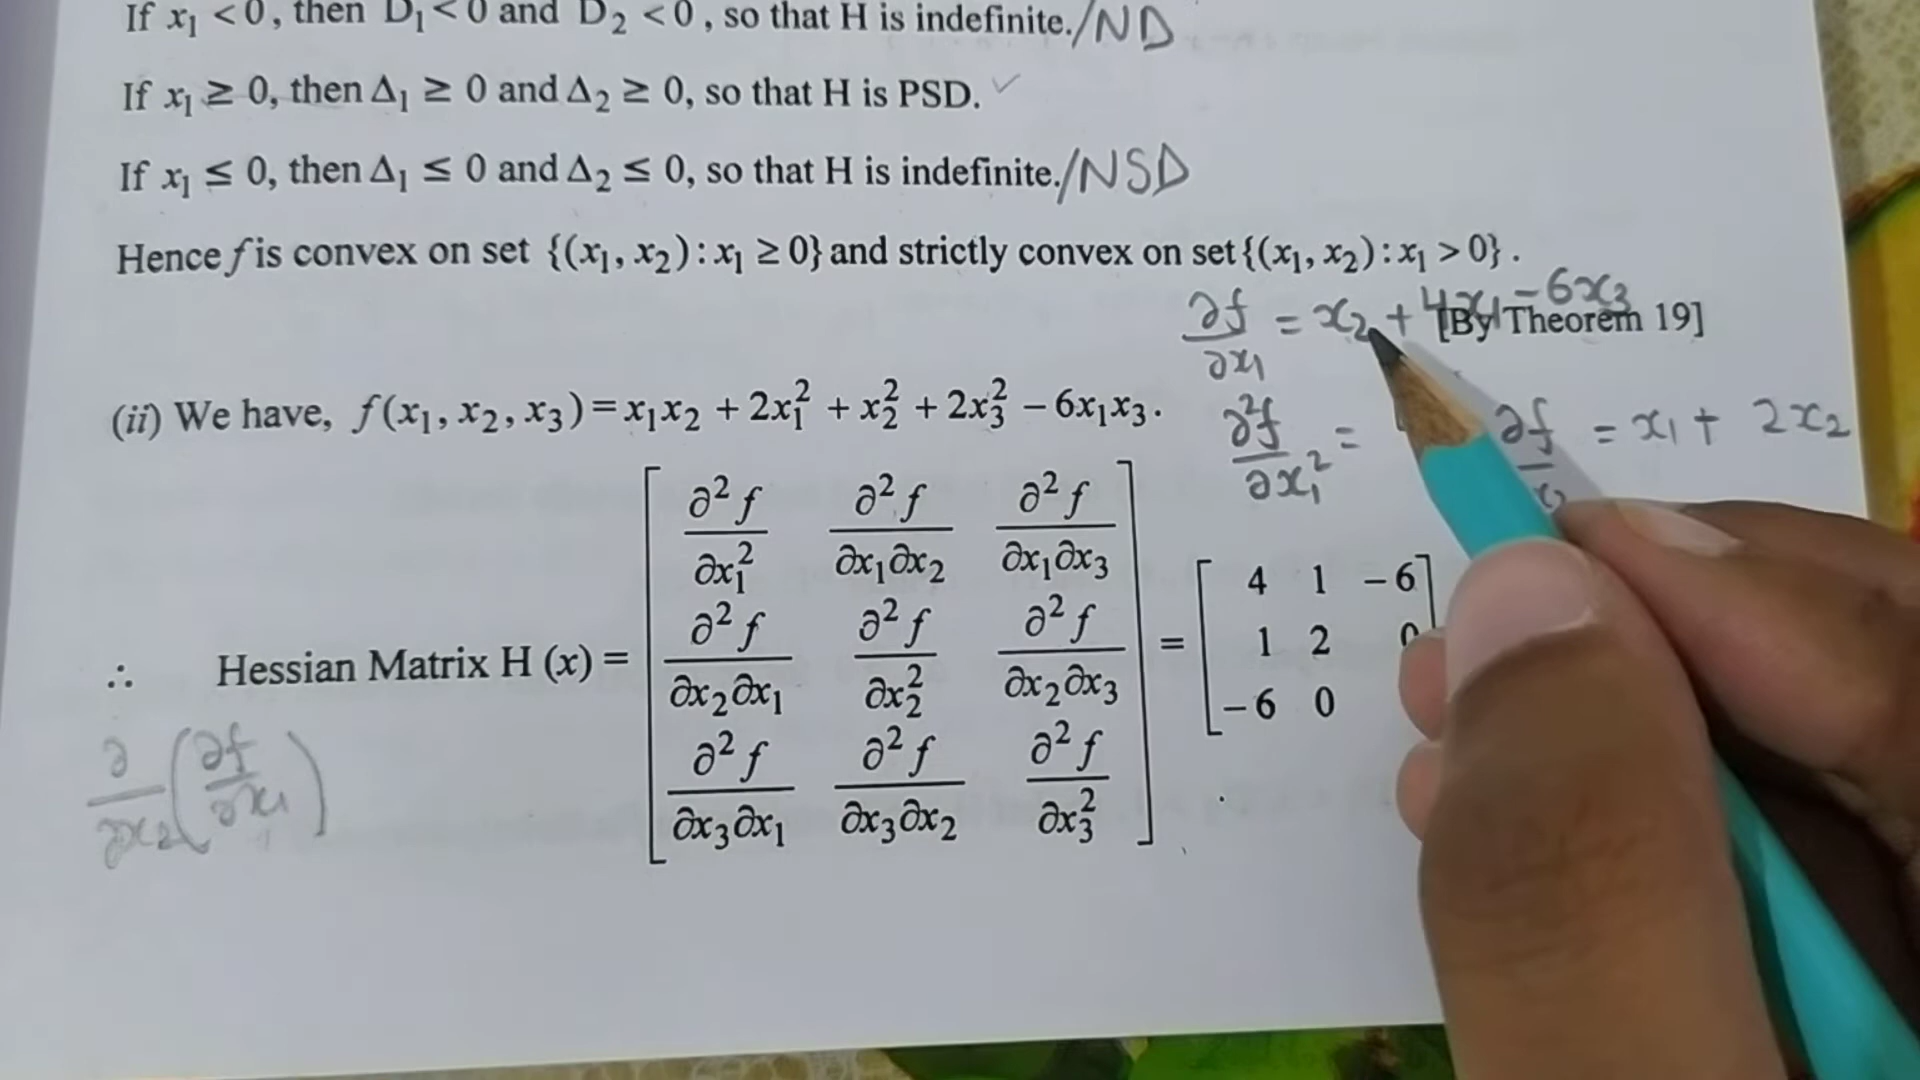 If x₁ < 0, then D₁ < 0 and D₂ < 0, so that H is indefinite./ND
If x₁ ≥ 0, then Δ₁ ≥ 0 and Δ₂ ≥ 0, so that H is PSD. ✓
If x₁ ≤ 0, then Δ₁ ≤ 0 and Δ₂ ≤ 0, so that H is indefinite./NSD
Hence f is convex on set {(x₁, x₂) : x₁ ≥ 0} and strictly convex on set {(x₁, x₂) : x₁ > 0} .
∂f/∂x₁ = x₂ + 4x₁ − 6x₃
[By Theorem 19]
(ii) We have, f(x₁, x₂, x₃) = x₁x₂ + 2x₁² + x₂² + 2x₃² − 6x₁x₃.
∂²f/∂x₁² =
∂f = x₁ + 2x₂
∂²f/∂x₁² ∂²f/∂x₁∂x₂ ∂²f/∂x₁∂x₃
∴ Hessian Matrix H (x) = ∂²f/∂x₂∂x₁ ∂²f/∂x₂² ∂²f/∂x₂∂x₃ =
∂²f/∂x₃∂x₁ ∂²f/∂x₃∂x₂ ∂²f/∂x₃²
4 1 −6
1 2 0
−6 0
∂/∂x₂ (∂f/∂x₁)